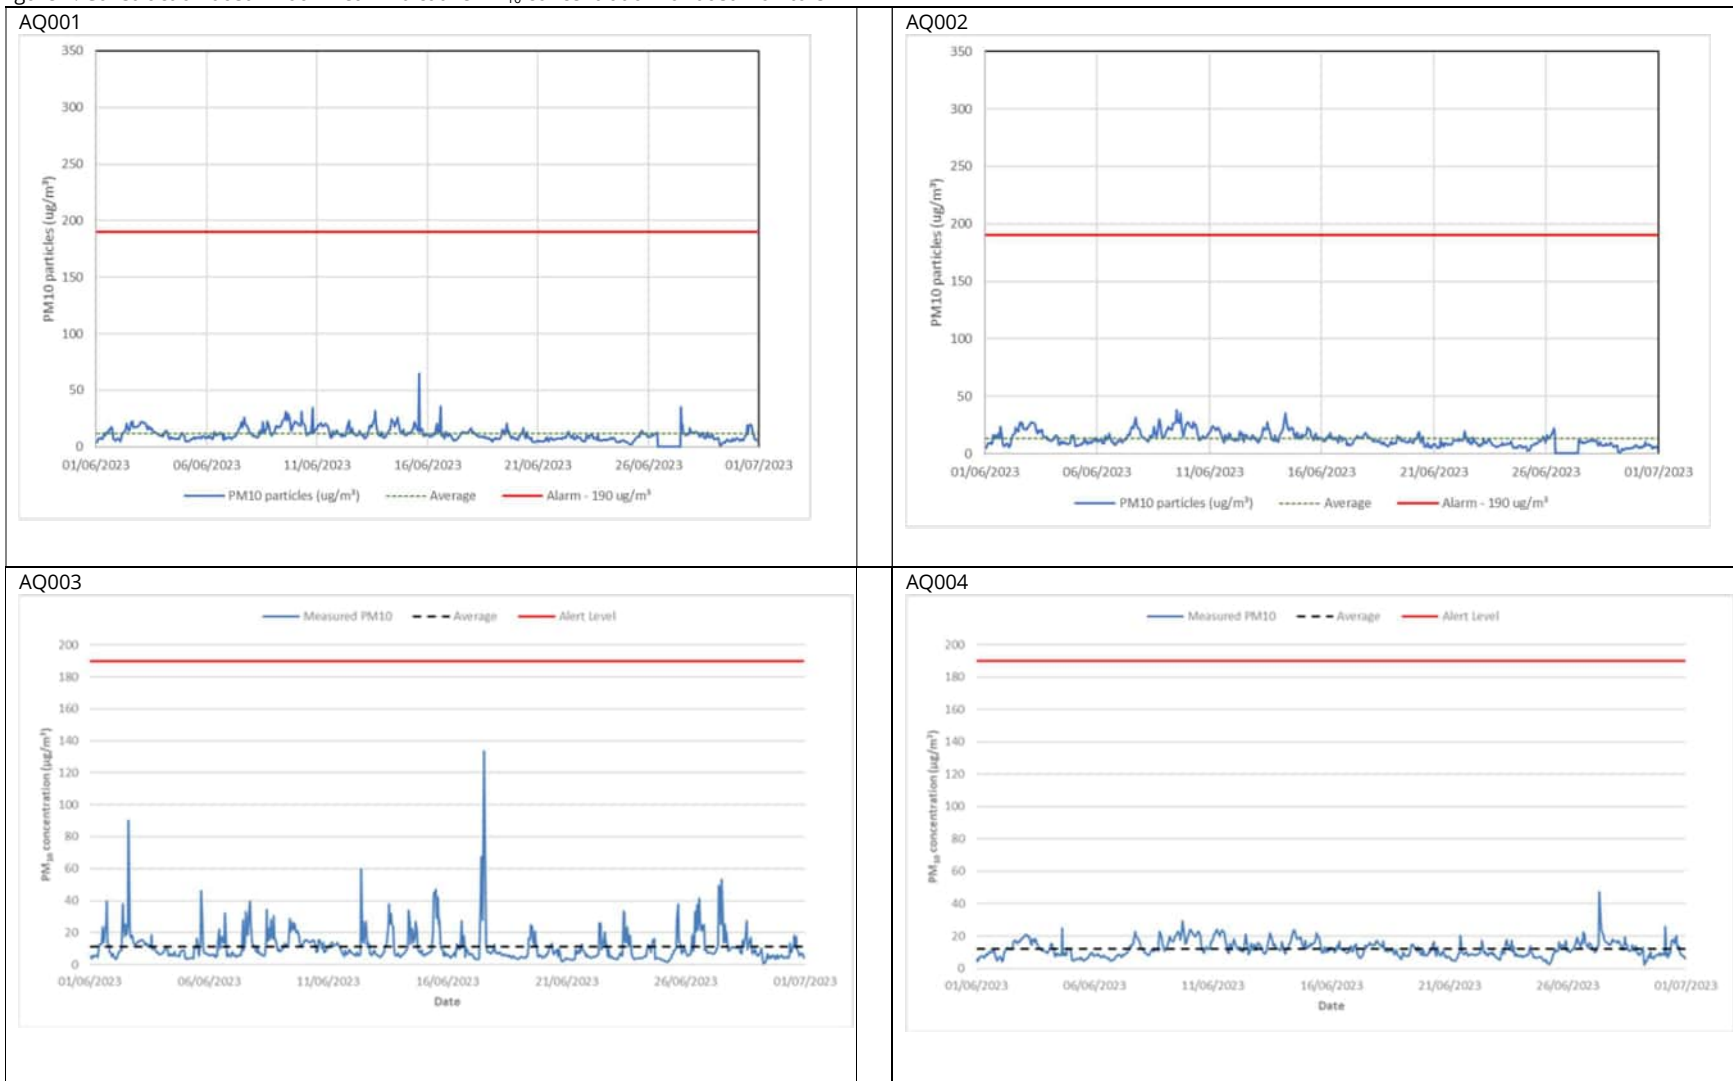 AQ001
350
300
250
200
150
100
50
0
PM10 particles (ug/m³)
01/06/2023 06/06/2023 11/06/2023 16/06/2023 21/06/2023 26/06/2023 01/07/2023
PM10 particles (ug/m³) Average Alarm - 190 ug/m³
AQ002
350
300
250
200
150
100
50
0
PM10 particles (ug/m³)
01/06/2023 06/06/2023 11/06/2023 16/06/2023 21/06/2023 26/06/2023 01/07/2023
PM10 particles (ug/m³) Average Alarm - 190 ug/m³
AQ003
Measured PM10 Average Alert Level
200
180
160
140
120
100
80
60
40
20
0
PM₁₀ concentration (µg/m³)
01/06/2023 06/06/2023 11/06/2023 16/06/2023 21/06/2023 26/06/2023 01/07/2023
Date
AQ004
Measured PM10 Average Alert Level
200
180
160
140
120
100
80
60
40
20
0
PM₁₀ concentration (µg/m³)
01/06/2023 06/06/2023 11/06/2023 16/06/2023 21/06/2023 26/06/2023 01/07/2023
Date